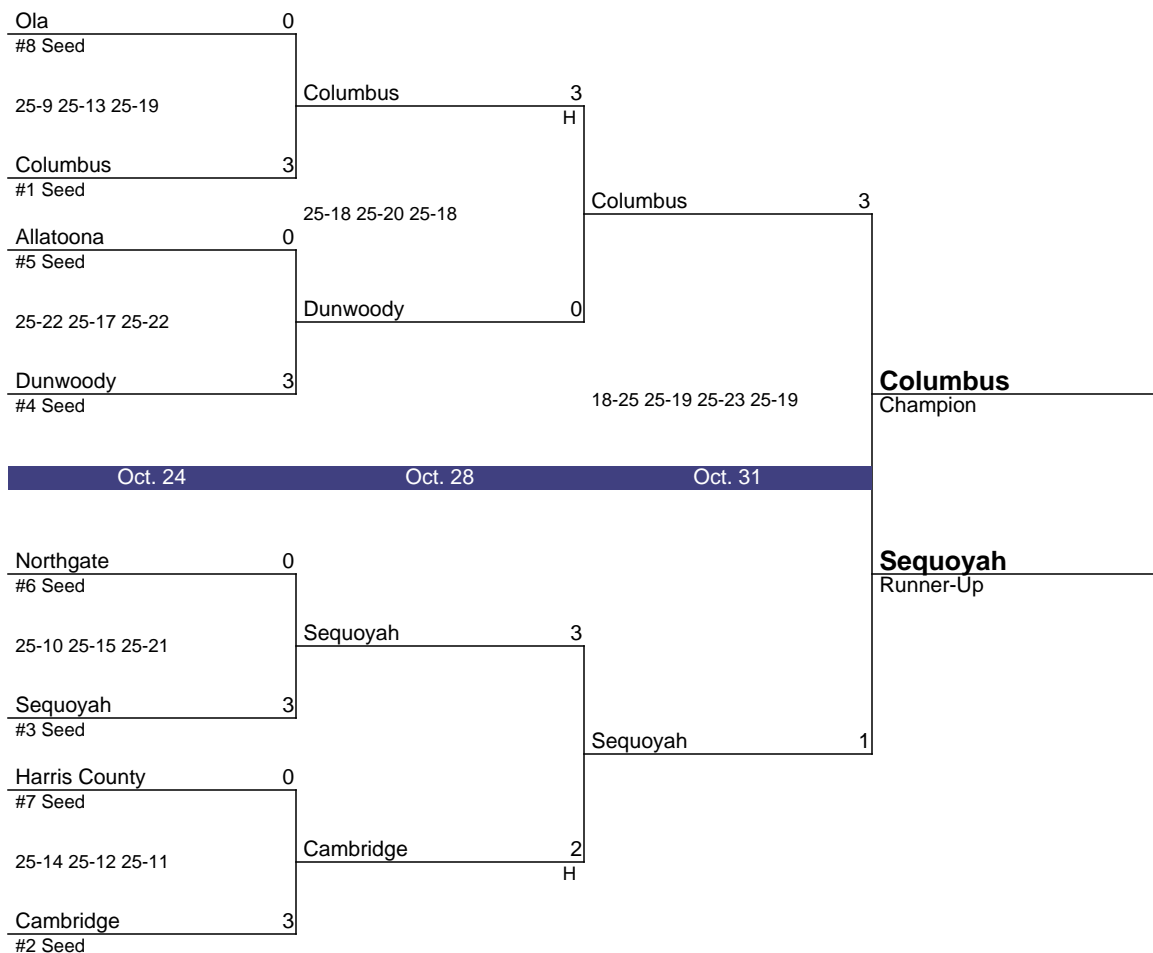 Ola 0
#8 Seed
Columbus 3
25-9 25-13 25-19
H
Columbus 3
#1 Seed
Columbus 3
25-18 25-20 25-18
Allatoona 0
#5 Seed
Dunwoody 0
25-22 25-17 25-22
Dunwoody 3
#4 Seed
Columbus
18-25 25-19 25-23 25-19
Champion
Oct. 24 Oct. 28 Oct. 31
Northgate 0
#6 Seed
Sequoyah
Runner-Up
Sequoyah 3
25-10 25-15 25-21
Sequoyah 3
#3 Seed
Sequoyah 1
Harris County 0
#7 Seed
Cambridge 2
25-14 25-12 25-11
H
Cambridge 3
#2 Seed